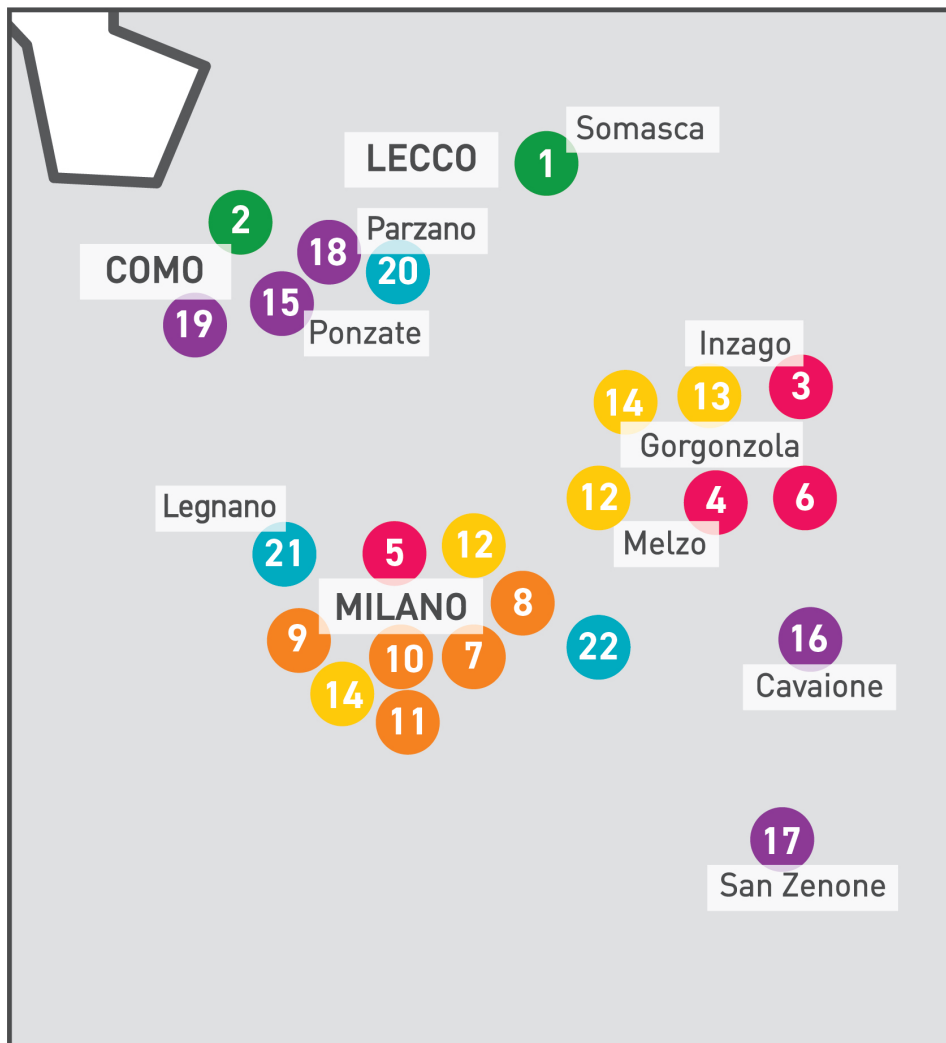 Somasca
LECCO
1
2
Parzano
18
20
COMO
15
19
Ponzate
Inzago
14
13
3
Gorgonzola
12
4
6
Melzo
Legnano
21
5
12
MILANO
8
9
10
7
22
16
14
11
Cavaione
17
San Zenone